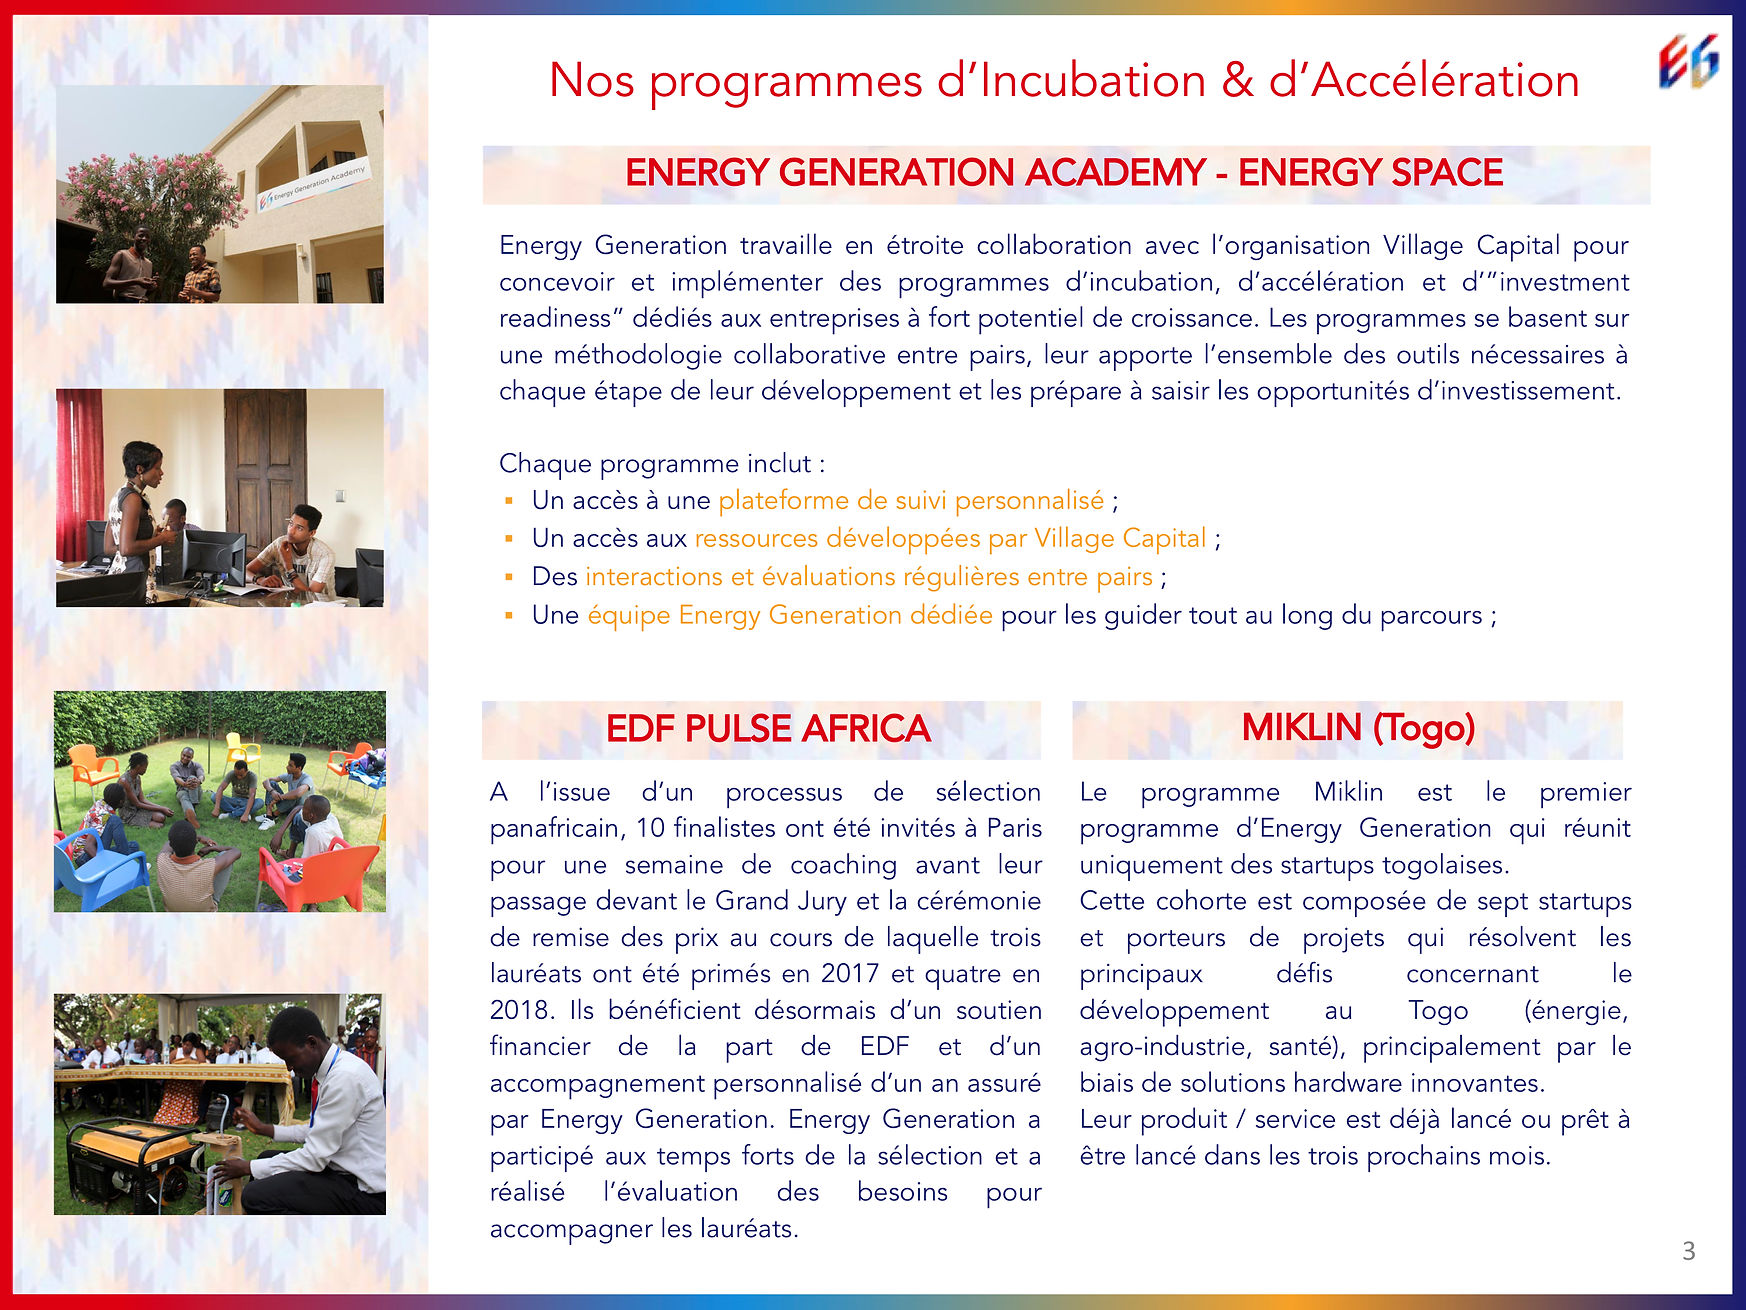 Nos programmes d’Incubation & d’Accélération
EG
ENERGY GENERATION ACADEMY - ENERGY SPACE
Energy Generation travaille en étroite collaboration avec l’organisation Village Capital pour
concevoir et implémenter des programmes d’incubation, d’accélération et d’”investment
readiness” dédiés aux entreprises à fort potentiel de croissance. Les programmes se basent sur
une méthodologie collaborative entre pairs, leur apporte l’ensemble des outils nécessaires à
chaque étape de leur développement et les prépare à saisir les opportunités d’investissement.
Chaque programme inclut :
▪ Un accès à une plateforme de suivi personnalisé ;
▪ Un accès aux ressources développées par Village Capital ;
▪ Des interactions et évaluations régulières entre pairs ;
▪ Une équipe Energy Generation dédiée pour les guider tout au long du parcours ;
EDF PULSE AFRICA
A l’issue d’un processus de sélection
panafricain, 10 finalistes ont été invités à Paris
pour une semaine de coaching avant leur
passage devant le Grand Jury et la cérémonie
de remise des prix au cours de laquelle trois
lauréats ont été primés en 2017 et quatre en
2018. Ils bénéficient désormais d’un soutien
financier de la part de EDF et d’un
accompagnement personnalisé d’un an assuré
par Energy Generation. Energy Generation a
participé aux temps forts de la sélection et a
réalisé l’évaluation des besoins pour
accompagner les lauréats.
MIKLIN (Togo)
Le programme Miklin est le premier
programme d’Energy Generation qui réunit
uniquement des startups togolaises.
Cette cohorte est composée de sept startups
et porteurs de projets qui résolvent les
principaux défis concernant le
développement au Togo (énergie,
agro-industrie, santé), principalement par le
biais de solutions hardware innovantes.
Leur produit / service est déjà lancé ou prêt à
être lancé dans les trois prochains mois.
EG Energy Generation Academy
3